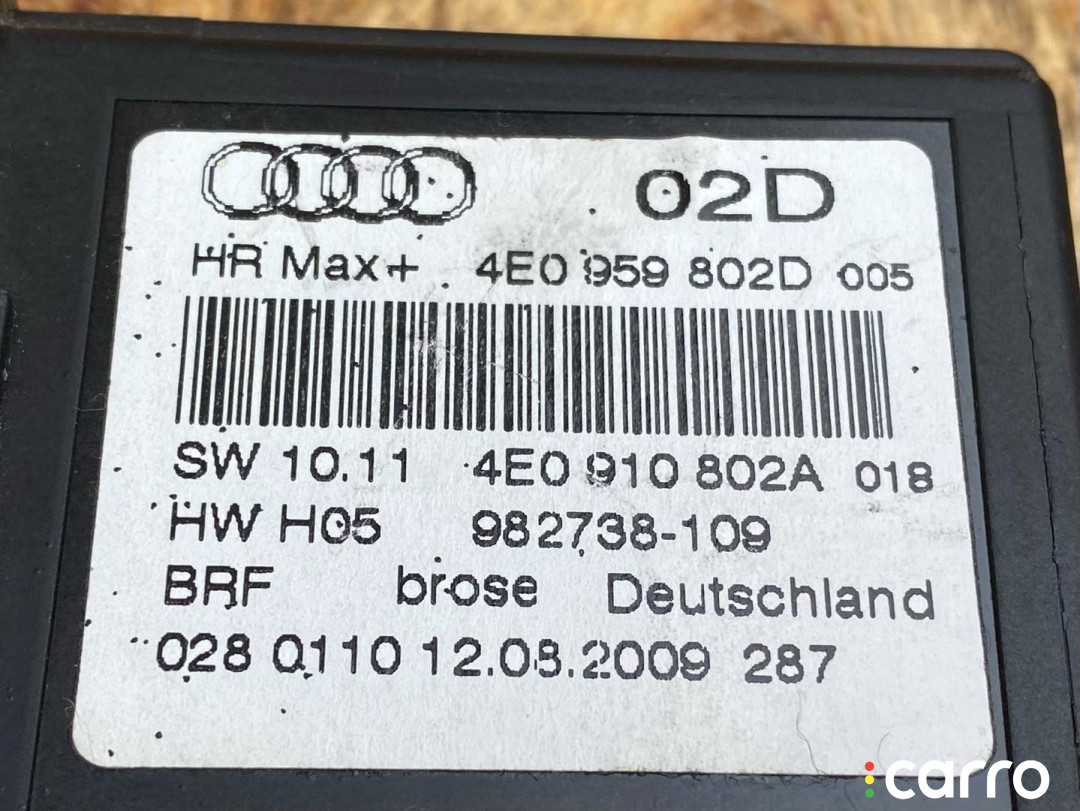 02D
HR Max+ 4E0 959 802D 005
SW 10.11 4E0 910 802A 018
HW H05 982738-109
BRF brose Deutschland
028 0110 12.08.2009 287
carro